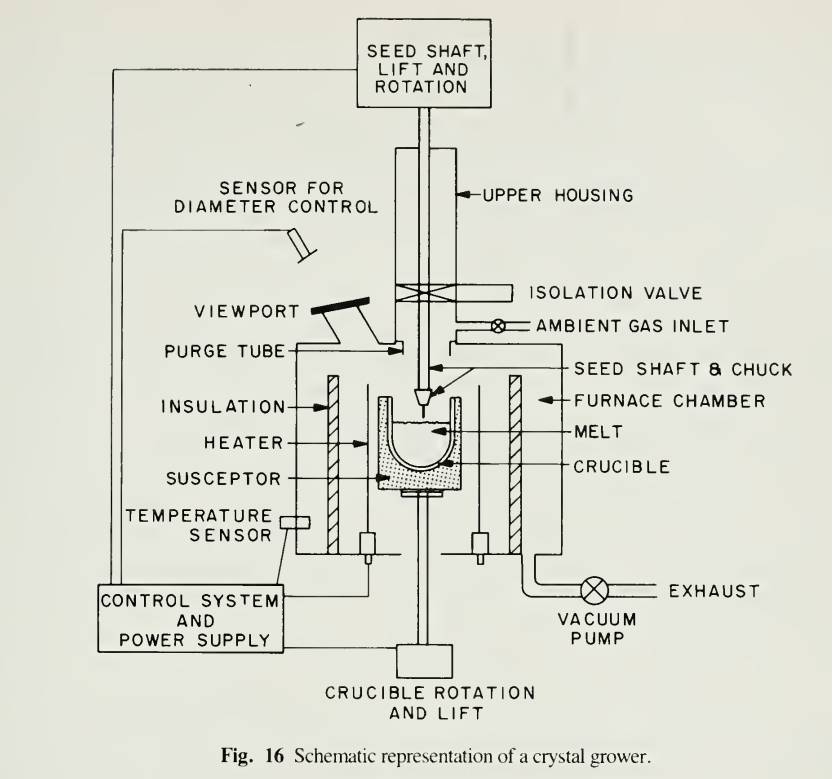 SEED SHAFT,
LIFT AND
ROTATION
SENSOR FOR
DIAMETER CONTROL
UPPER HOUSING
ISOLATION VALVE
VIEWPORT
AMBIENT GAS INLET
PURGE TUBE
SEED SHAFT & CHUCK
INSULATION
FURNACE CHAMBER
HEATER
MELT
SUSCEPTOR
CRUCIBLE
TEMPERATURE
SENSOR
CONTROL SYSTEM
AND
POWER SUPPLY
EXHAUST
VACUUM
PUMP
CRUCIBLE ROTATION
AND LIFT
Fig. 16 Schematic representation of a crystal grower.